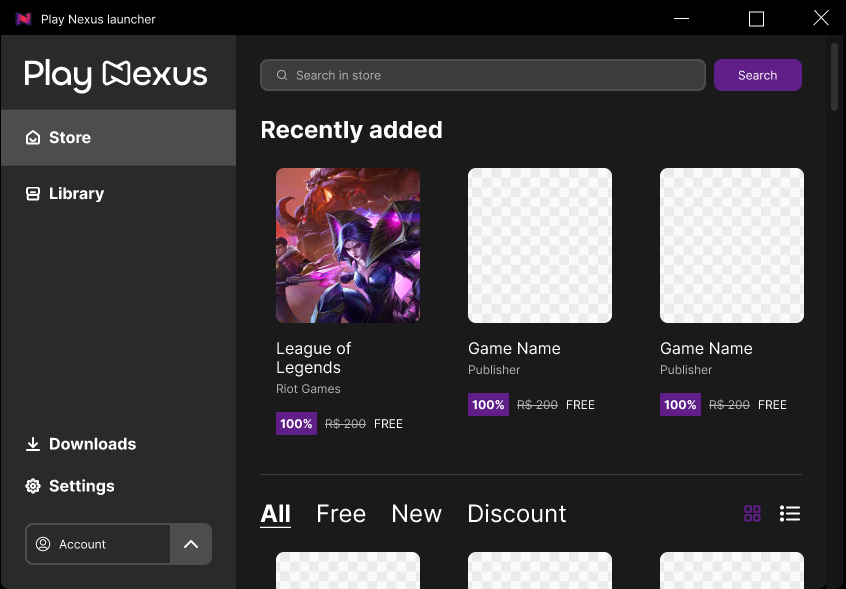 Play Nexus launcher
Play Nexus
Store
Library
Downloads
Settings
Account
Search in store
Search
Recently added
League of
Legends
Riot Games
100% R$ 200 FREE
Game Name
Publisher
100% R$ 200 FREE
Game Name
Publisher
100% R$ 200 FREE
All Free New Discount